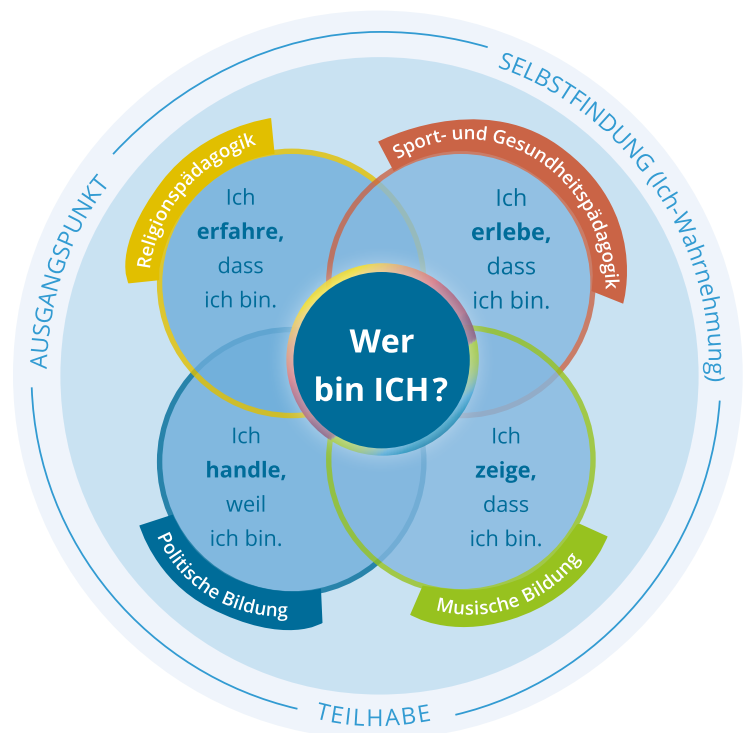 AUSGANGSPUNKT
SELBSTFINDUNG (Ich-Wahrnehmung)
Religionspädagogik
Ich
erfahre,
dass
ich bin.
Sport- und Gesundheitspädagogik
Ich
erlebe,
dass
ich bin.
Wer
bin ICH?
Ich
handle,
weil
ich bin.
Politische Bildung
Ich
zeige,
dass
ich bin.
Musische Bildung
TEILHABE